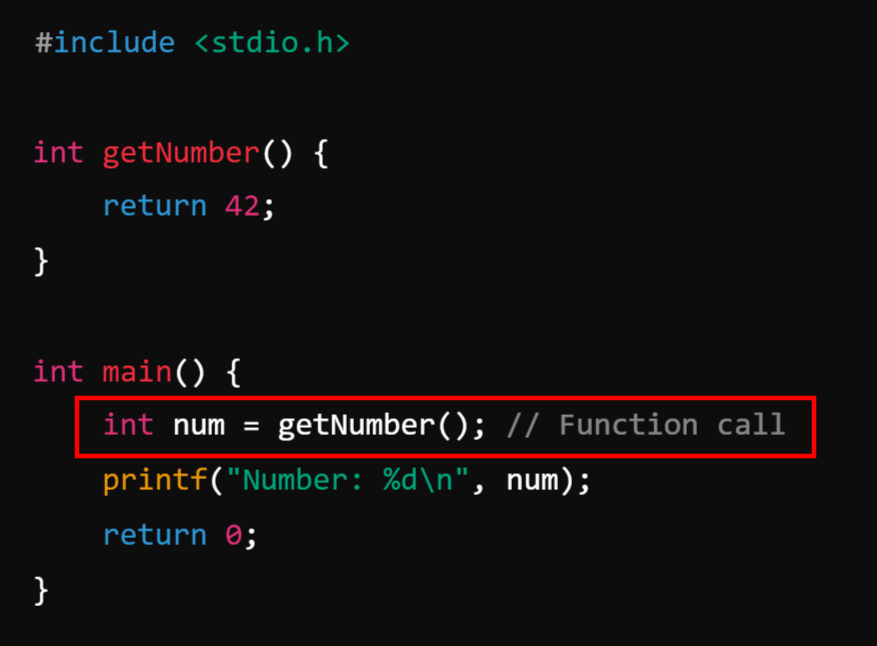 #include <stdio.h>
int getNumber() {
    return 42;
}
int main() {
    int num = getNumber(); // Function call
    printf("Number: %d\n", num);
    return 0;
}